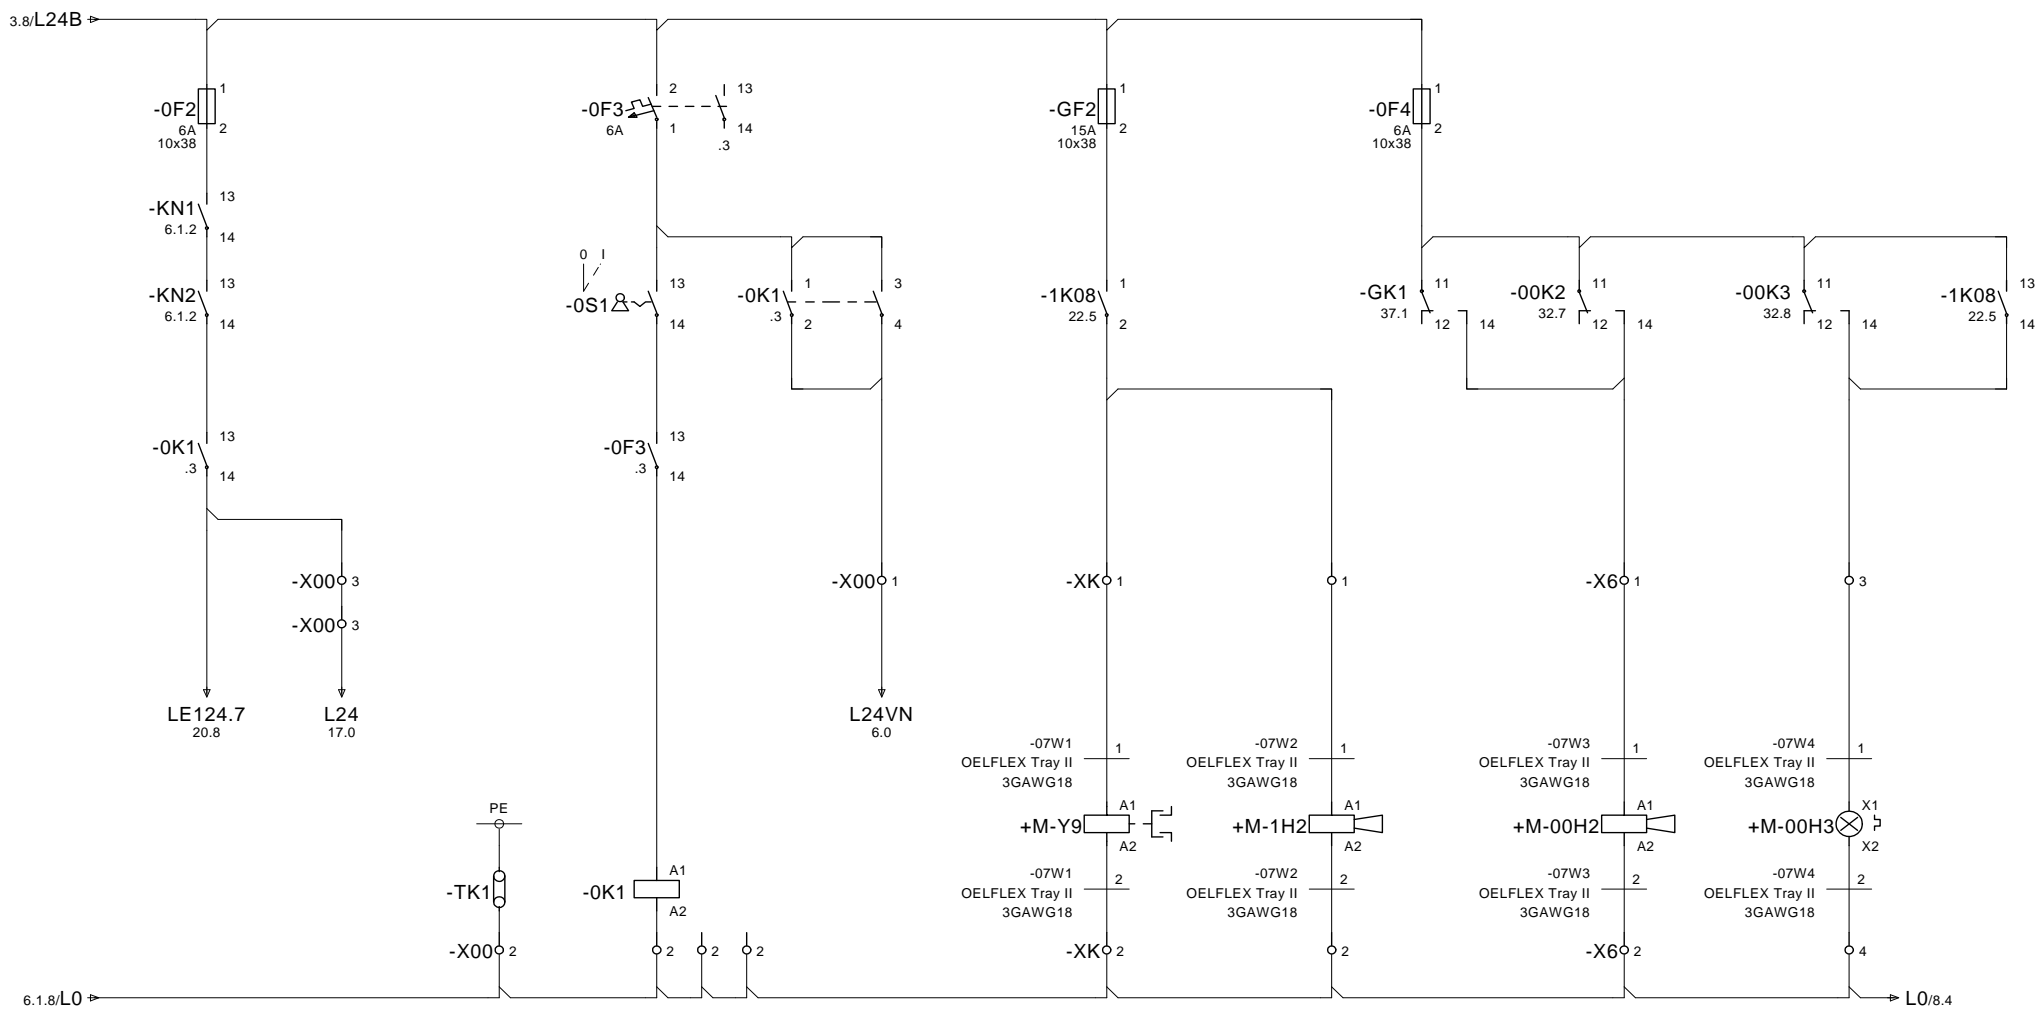 3.8/L24B
-0F2
6A
10x38
1
2
-0F3
6A
2
1
13
14
.3
-GF2
15A
10x38
1
2
-0F4
6A
10x38
1
2
-KN1
6.1.2
13
14
-KN2
6.1.2
13
14
0 I
-0S1
13
14
-0K1
.3
1
2
3
4
-1K08
22.5
1
2
-GK1
37.1
11
12
14
-00K2
32.7
11
12
14
-00K3
32.8
11
12
14
-1K08
22.5
13
14
-0K1
.3
13
14
-0F3
.3
13
14
-X00 3
-X00 3
-X00 1
-XK 1
1
-X6 1
3
LE124.7
20.8
L24
17.0
L24VN
6.0
-07W1
OELFLEX Tray II
3GAWG18
1
-07W2
OELFLEX Tray II
3GAWG18
1
-07W3
OELFLEX Tray II
3GAWG18
1
-07W4
OELFLEX Tray II
3GAWG18
1
PE
+M-Y9
A1
A2
+M-1H2
A1
A2
+M-00H2
A1
A2
+M-00H3
X1
X2
-TK1
-0K1
A1
A2
-07W1
OELFLEX Tray II
3GAWG18
2
-07W2
OELFLEX Tray II
3GAWG18
2
-07W3
OELFLEX Tray II
3GAWG18
2
-07W4
OELFLEX Tray II
3GAWG18
2
-X00 2
2
2
2
-XK 2
2
-X6 2
4
6.1.8/L0
L0/8.4